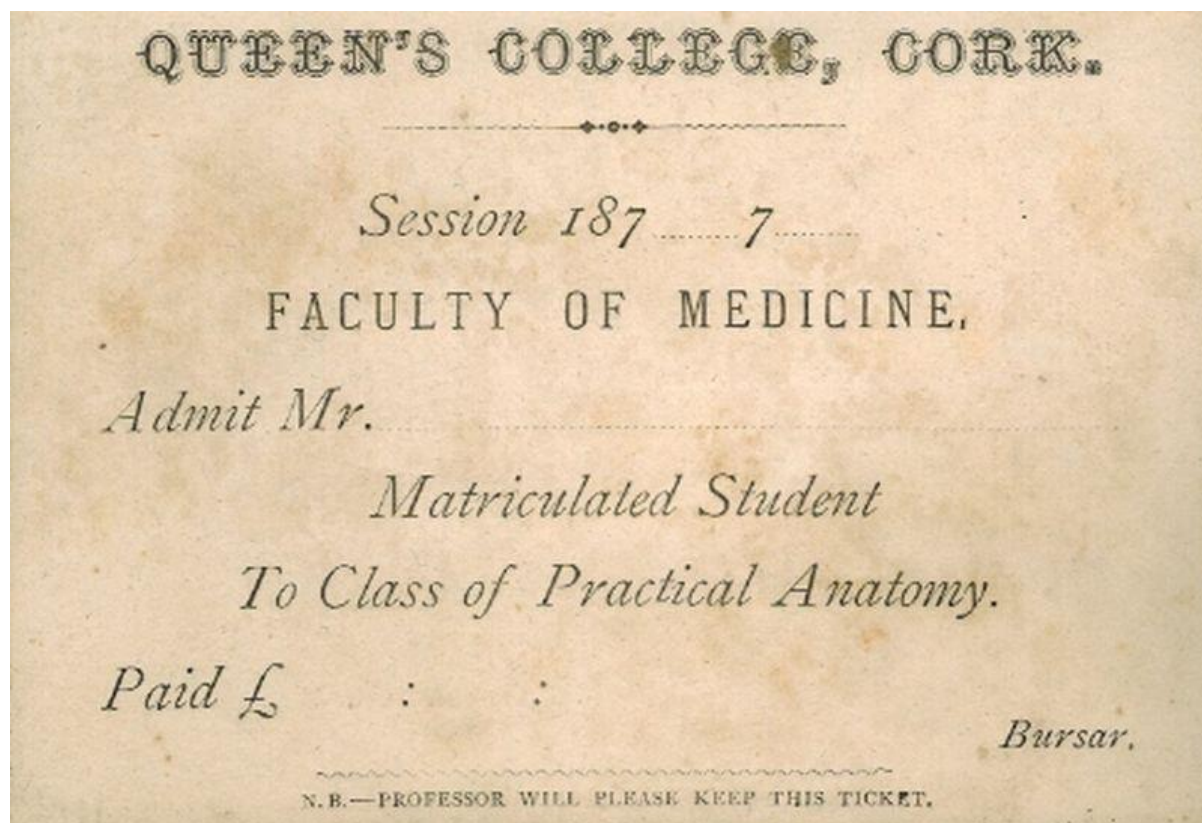 QUEEN'S COLLEGE, CORK.
Session 187......7......
FACULTY OF MEDICINE.
Admit Mr.
Matriculated Student
To Class of Practical Anatomy.
Paid £ : :
Bursar.
N.B.—PROFESSOR WILL PLEASE KEEP THIS TICKET.